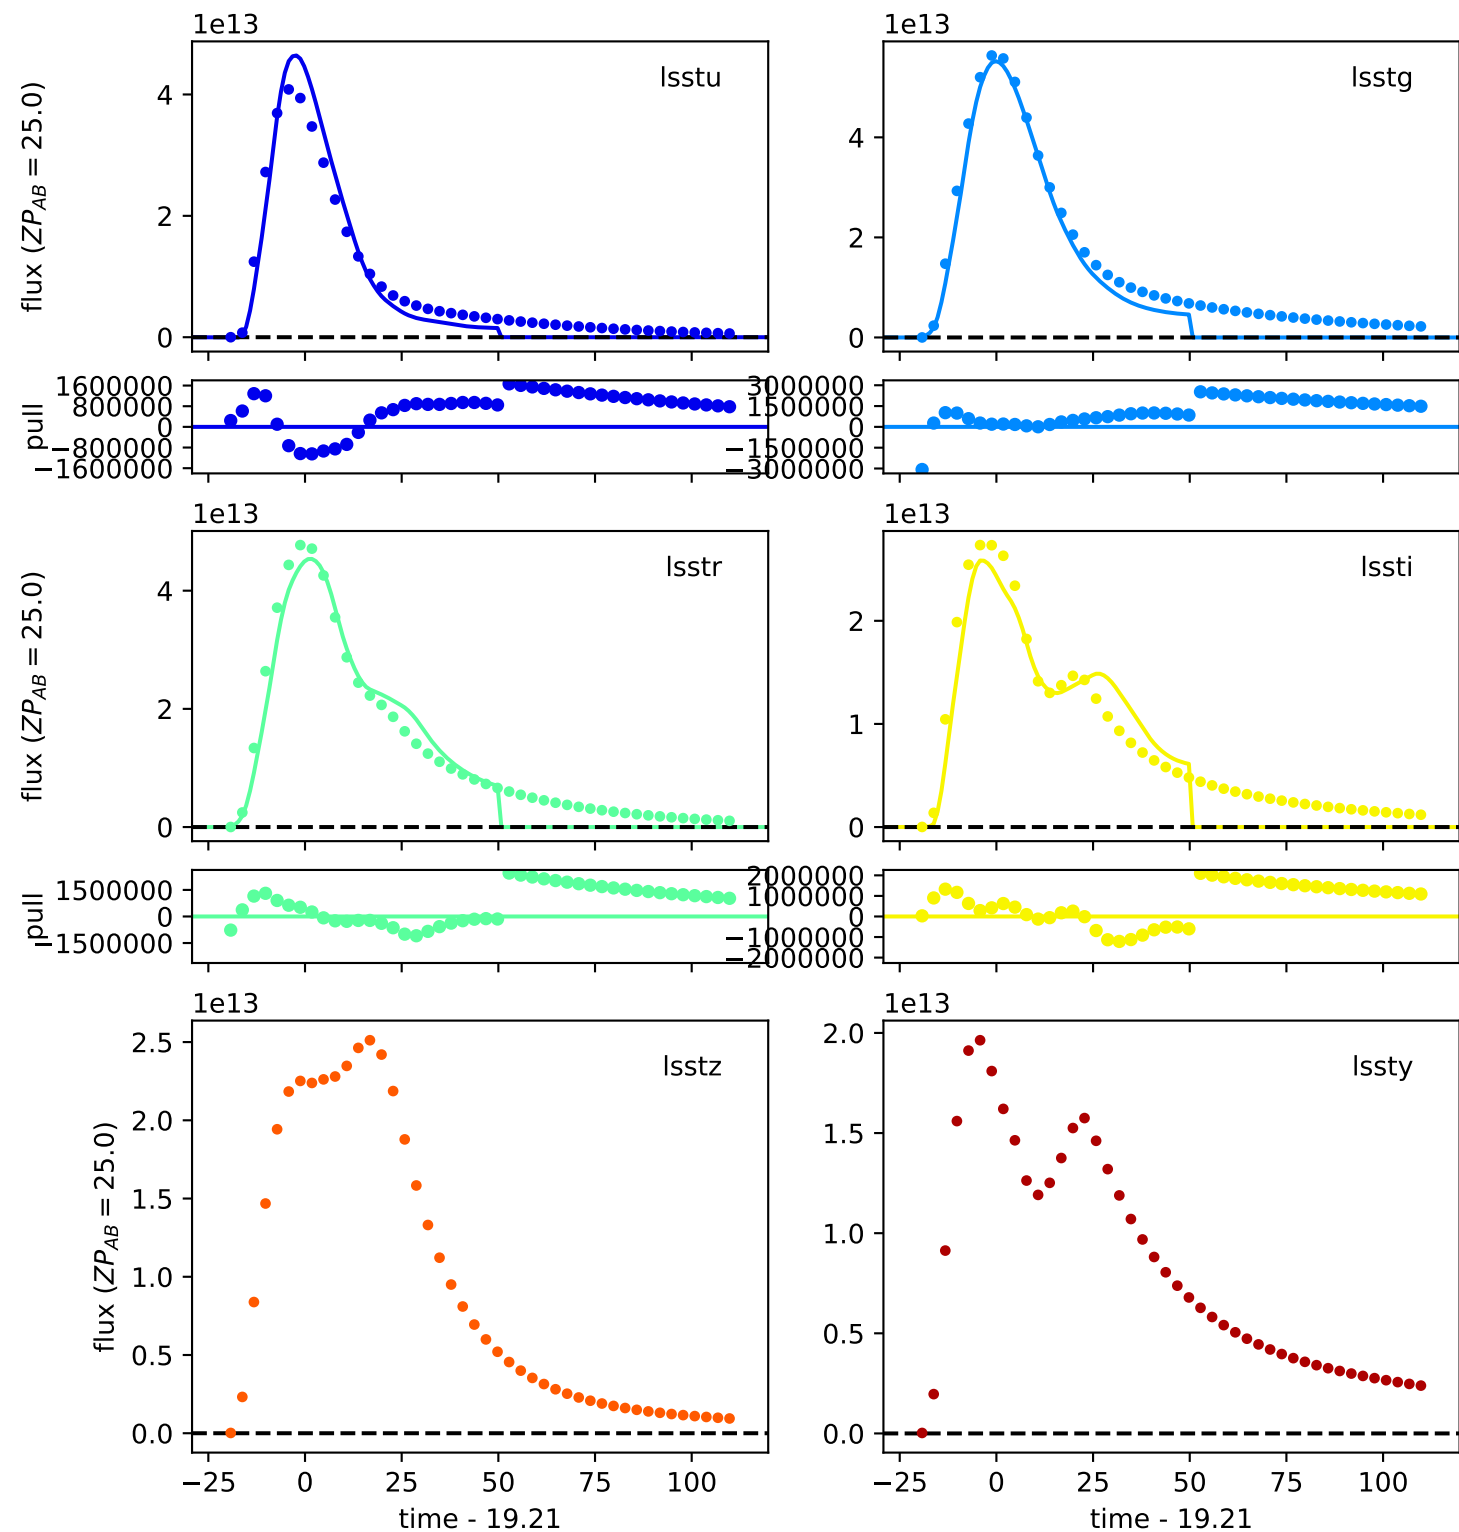 1e13
1e13
flux (ZP_AB = 25.0)
lsstu
lsstg
4
2
0
4
2
0
pull
1600000
800000
0
−800000
−1600000
3000000
1500000
0
−1500000
−3000000
1e13
1e13
flux (ZP_AB = 25.0)
lsstr
lssti
4
2
0
2
1
0
pull
1500000
0
−1500000
2000000
1000000
0
−1000000
−2000000
1e13
1e13
flux (ZP_AB = 25.0)
lsstz
lssty
2.5
2.0
1.5
1.0
0.5
0.0
2.0
1.5
1.0
0.5
0.0
−25 0 25 50 75 100
−25 0 25 50 75 100
time - 19.21
time - 19.21